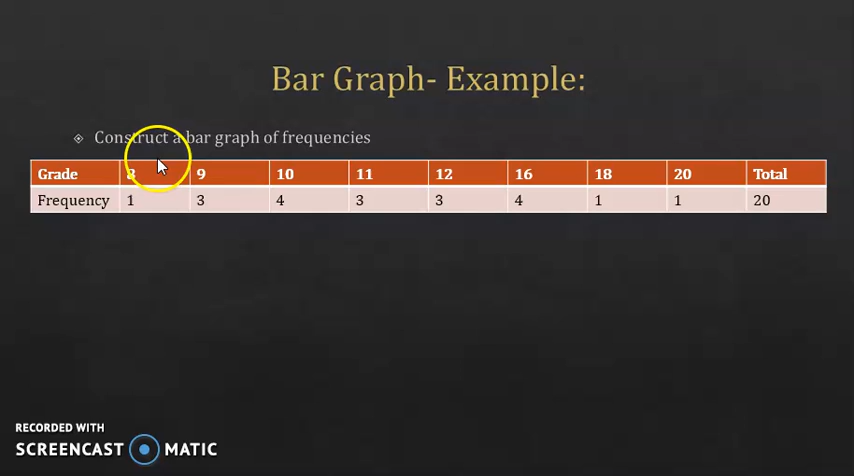 Bar Graph- Example:
Construct a bar graph of frequencies
Grade 8 9 10 11 12 16 18 20 Total
Frequency 1 3 4 3 3 4 1 1 20
RECORDED WITH
SCREENCAST MATIC